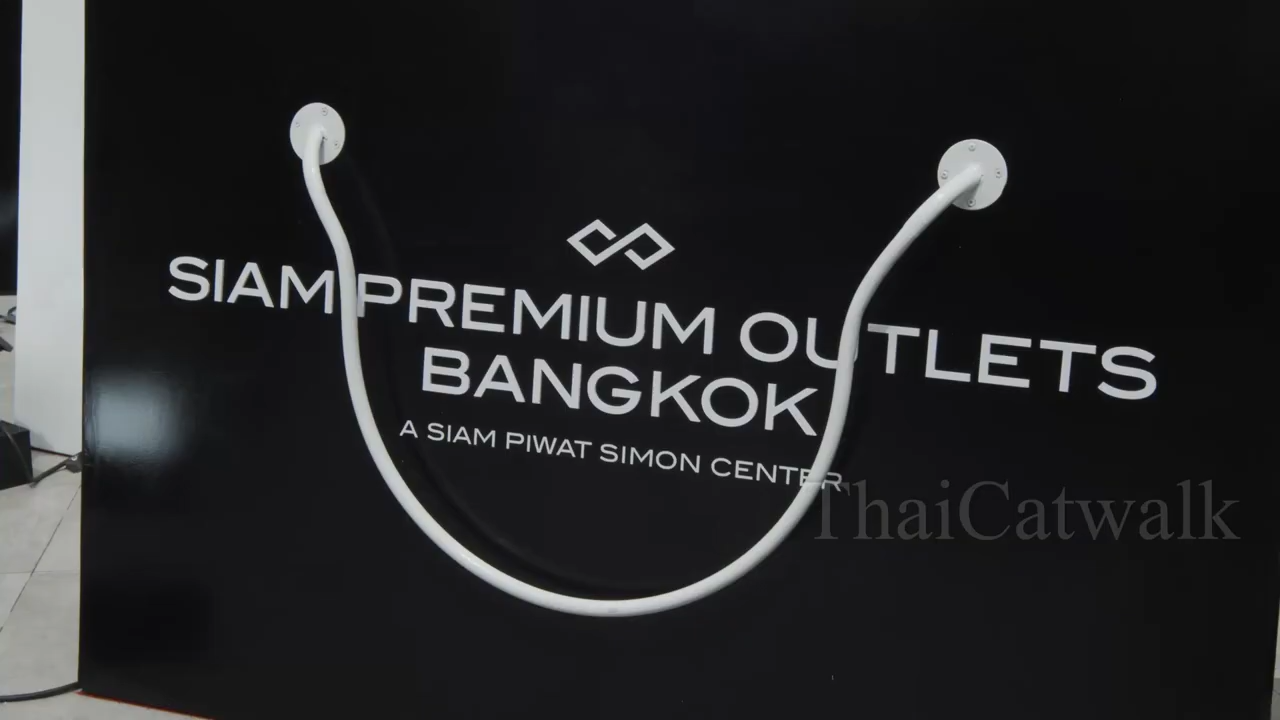 SIAM PREMIUM OUTLETS
BANGKOK
A SIAM PIWAT SIMON CENTER
ThaiCatwalk